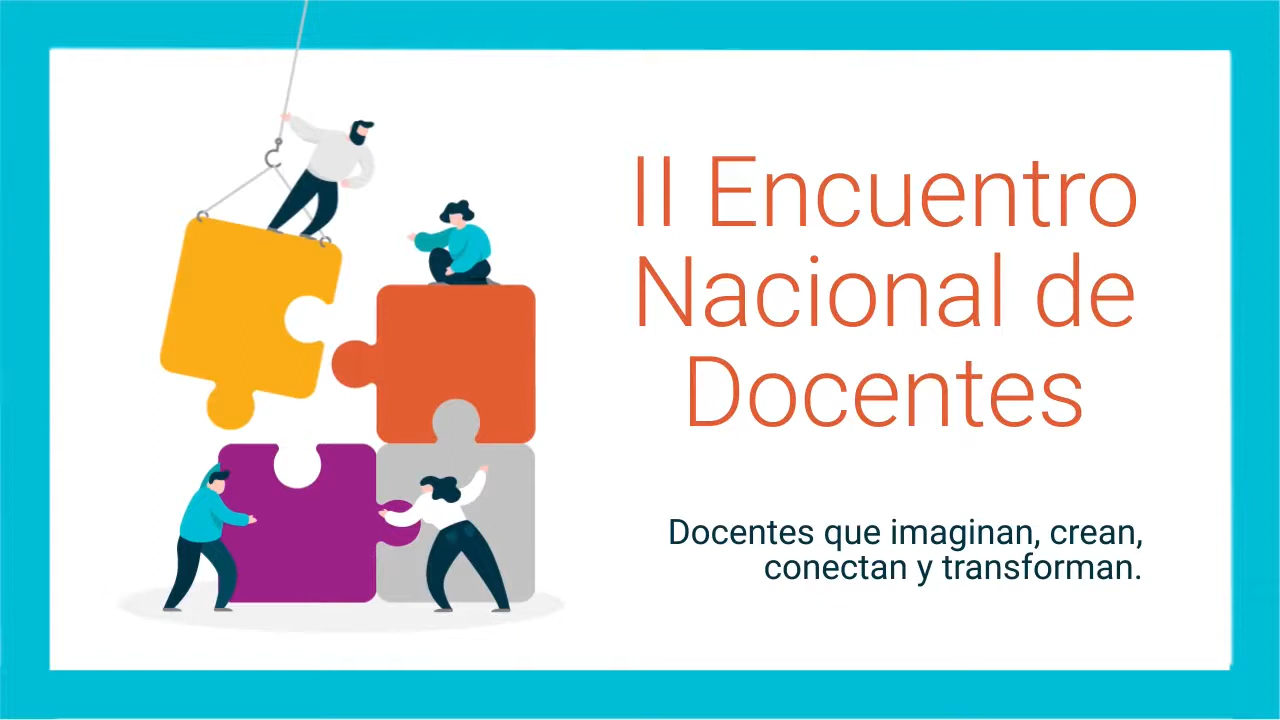 II Encuentro
Nacional de
Docentes
Docentes que imaginan, crean,
conectan y transforman.